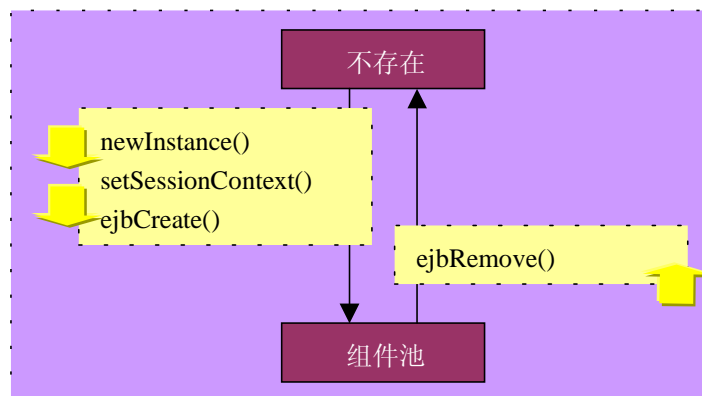 不存在
newInstance()
setSessionContext()
ejbCreate()
ejbRemove()
组件池